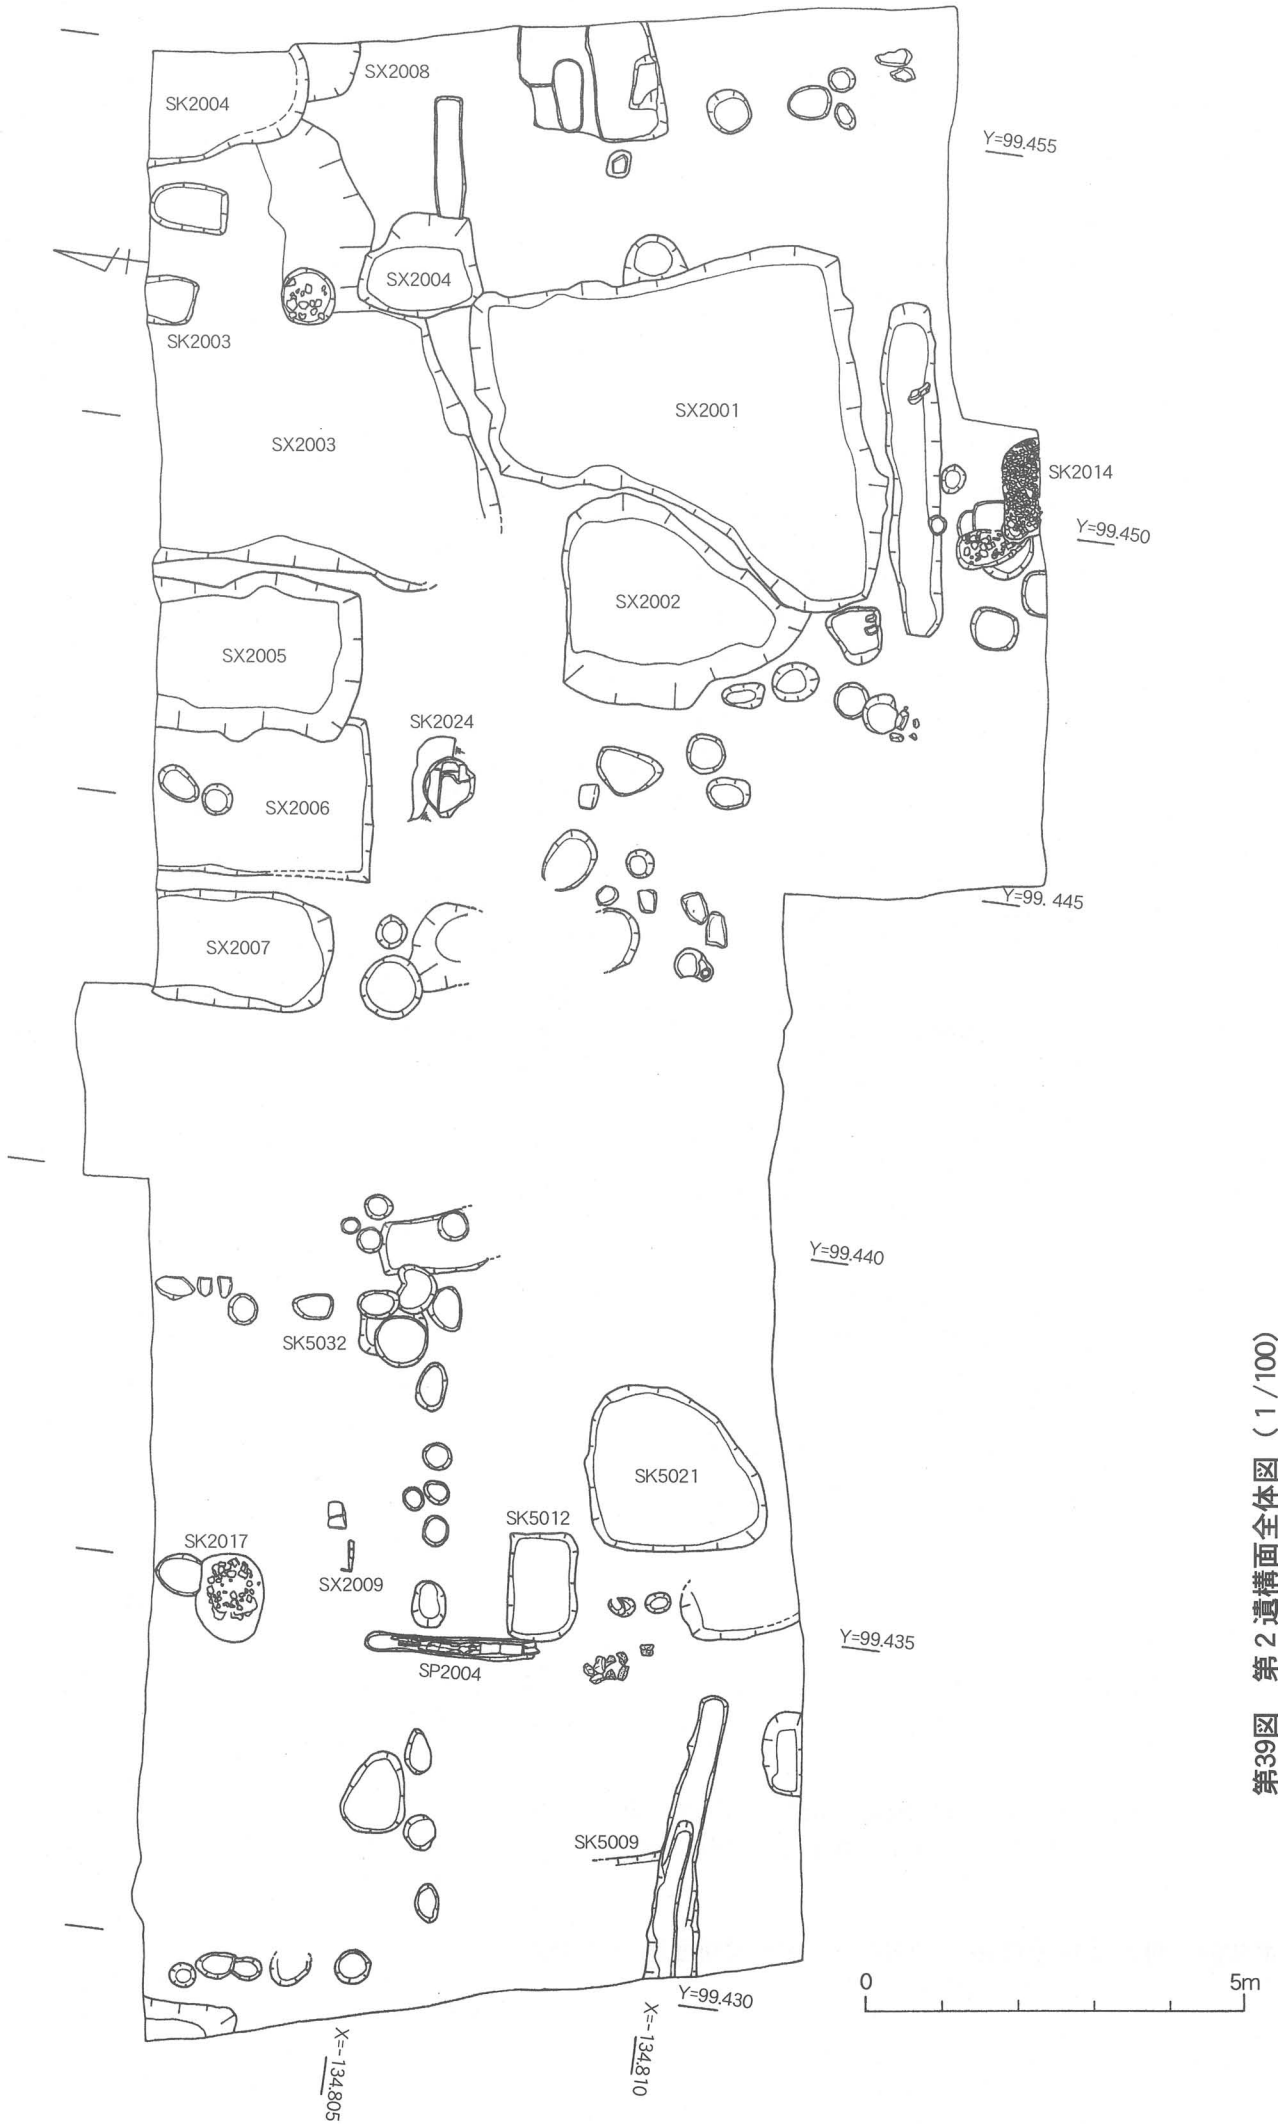 SX2008
SK2004
Y=99.455
SX2004
SK2003
SX2001
SX2003
SK2014
Y=99.450
SX2002
SX2005
SK2024
SX2006
Y=99.445
SX2007
Y=99.440
SK5032
SK5021
SK5012
SK2017
SX2009
Y=99.435
SP2004
SK5009
0
5m
Y=99.430
X=-134.810
X=-134.805
第39図 第2遺構面全体図 (1/100)